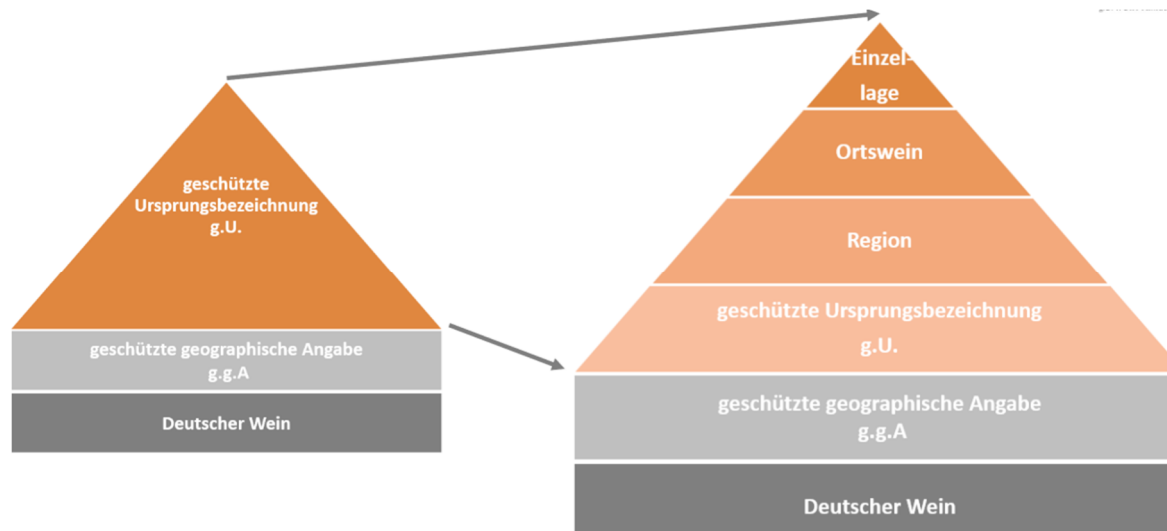 geschützte
Ursprungsbezeichnung
g.U.
geschützte geographische Angabe
g.g.A
Deutscher Wein
Einzel-
lage
Ortswein
Region
geschützte Ursprungsbezeichnung
g.U.
geschützte geographische Angabe
g.g.A
Deutscher Wein